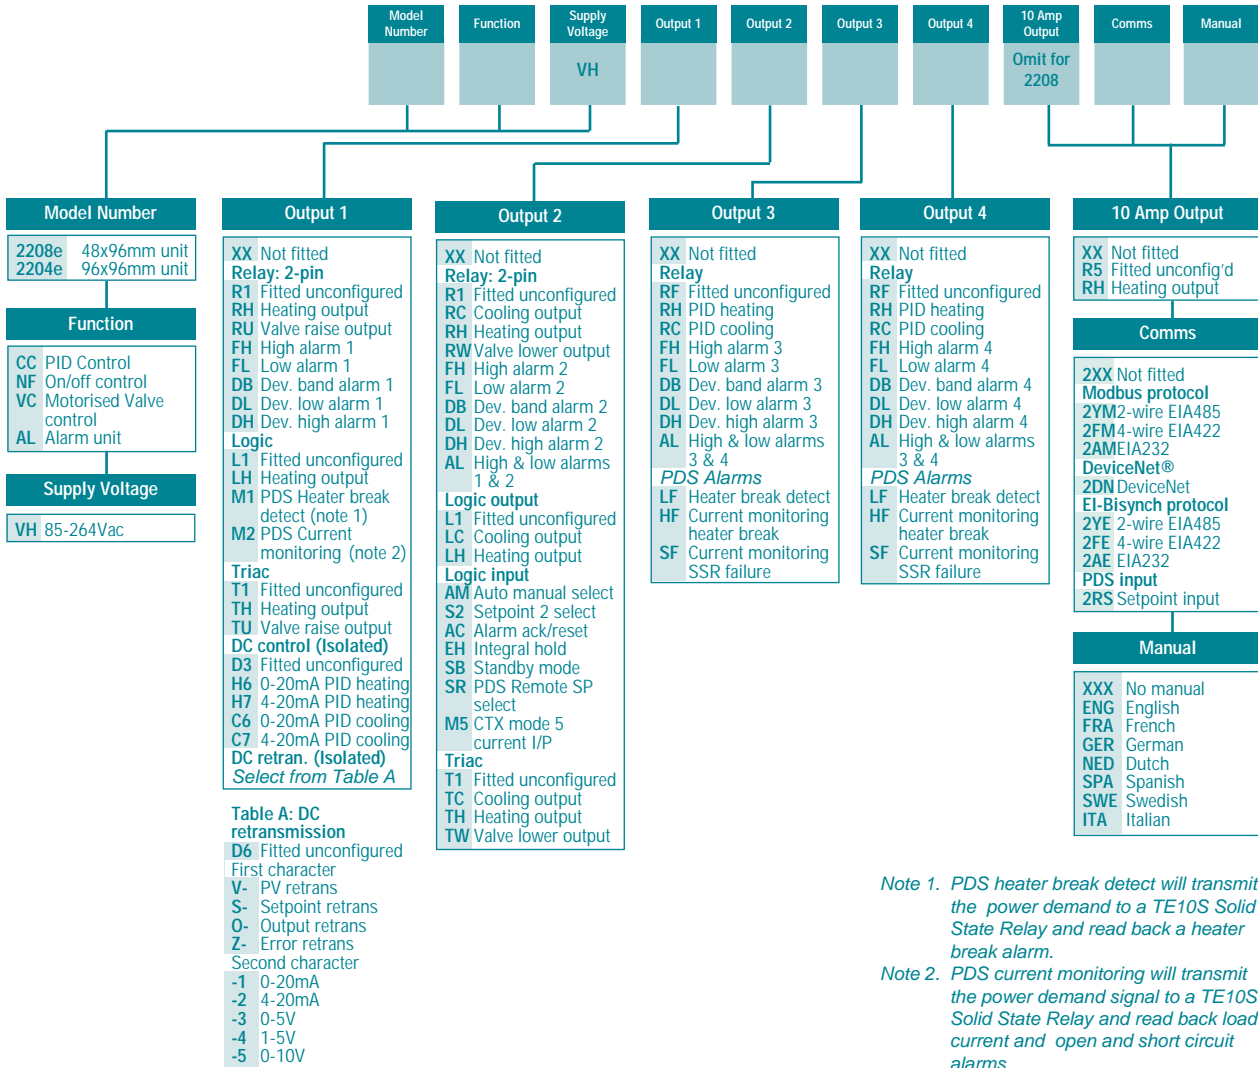 Model Number
Function
Supply Voltage
Output 1
Output 2
Output 3
Output 4
10 Amp Output
Comms
Manual
VH
Omit for 2208
Model Number
2208e 48x96mm unit
2204e 96x96mm unit
Function
CC PID Control
NF On/off control
VC Motorised Valve
control
AL Alarm unit
Supply Voltage
VH 85-264Vac
Output 1
XX Not fitted
Relay: 2-pin
R1 Fitted unconfigured
RH Heating output
RU Valve raise output
FH High alarm 1
FL Low alarm 1
DB Dev. band alarm 1
DL Dev. low alarm 1
DH Dev. high alarm 1
Logic
L1 Fitted unconfigured
LH Heating output
M1 PDS Heater break
detect (note 1)
M2 PDS Current
monitoring (note 2)
Triac
T1 Fitted unconfigured
TH Heating output
TU Valve raise output
DC control (Isolated)
D3 Fitted unconfigured
H6 0-20mA PID heating
H7 4-20mA PID heating
C6 0-20mA PID cooling
C7 4-20mA PID cooling
DC retran. (Isolated)
Select from Table A
Table A: DC
retransmission
D6 Fitted unconfigured
First character
V- PV retrans
S- Setpoint retrans
O- Output retrans
Z- Error retrans
Second character
-1 0-20mA
-2 4-20mA
-3 0-5V
-4 1-5V
-5 0-10V
Output 2
XX Not fitted
Relay: 2-pin
R1 Fitted unconfigured
RC Cooling output
RH Heating output
RW Valve lower output
FH High alarm 2
FL Low alarm 2
DB Dev. band alarm 2
DL Dev. low alarm 2
DH Dev. high alarm 2
AL High & low alarms
1 & 2
Logic output
L1 Fitted unconfigured
LC Cooling output
LH Heating output
Logic input
AM Auto manual select
S2 Setpoint 2 select
AC Alarm ack/reset
EH Integral hold
SB Standby mode
SR PDS Remote SP
select
M5 CTX mode 5
current I/P
Triac
T1 Fitted unconfigured
TC Cooling output
TH Heating output
TW Valve lower output
Output 3
XX Not fitted
Relay
RF Fitted unconfigured
RH PID heating
RC PID cooling
FH High alarm 3
FL Low alarm 3
DB Dev. band alarm 3
DL Dev. low alarm 3
DH Dev. high alarm 3
AL High & low alarms
3 & 4
PDS Alarms
LF Heater break detect
HF Current monitoring
heater break
SF Current monitoring
SSR failure
Output 4
XX Not fitted
Relay
RF Fitted unconfigured
RH PID heating
RC PID cooling
FH High alarm 4
FL Low alarm 4
DB Dev. band alarm 4
DL Dev. low alarm 4
DH Dev. high alarm 4
AL High & low alarms
3 & 4
PDS Alarms
LF Heater break detect
HF Current monitoring
heater break
SF Current monitoring
SSR failure
10 Amp Output
XX Not fitted
R5 Fitted unconfig'd
RH Heating output
Comms
2XX Not fitted
Modbus protocol
2YM 2-wire EIA485
2FM 4-wire EIA422
2AM EIA232
DeviceNet®
2DN DeviceNet
EI-Bisynch protocol
2YE 2-wire EIA485
2FE 4-wire EIA422
2AE EIA232
PDS input
2RS Setpoint input
Manual
XXX No manual
ENG English
FRA French
GER German
NED Dutch
SPA Spanish
SWE Swedish
ITA Italian
Note 1. PDS heater break detect will transmit
the power demand to a TE10S Solid
State Relay and read back a heater
break alarm.
Note 2. PDS current monitoring will transmit
the power demand signal to a TE10S
Solid State Relay and read back load
current and open and short circuit
alarms